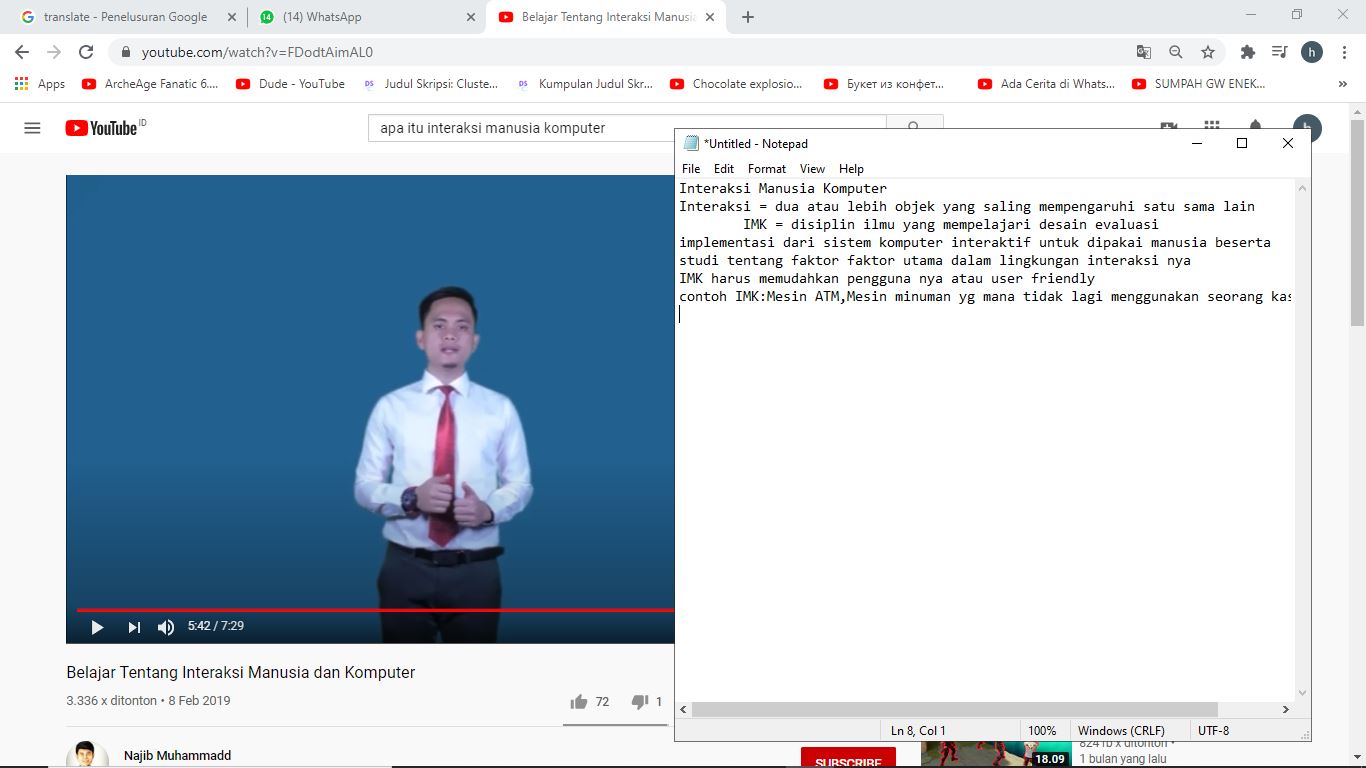 translate - Penelusuran Google
14
(14) WhatsApp
Belajar Tentang Interaksi Manusia
youtube.com/watch?v=FDodtAimAL0
h
Apps
ArcheAge Fanatic 6....
Dude - YouTube
DS Judul Skripsi: Cluste...
DS Kumpulan Judul Skr...
Chocolate explosio...
Букет из конфет...
Ada Cerita di Whats...
SUMPAH GW ENEK...
YouTube ID
apa itu interaksi manusia komputer
*Untitled - Notepad
File Edit Format View Help
Interaksi Manusia Komputer
Interaksi = dua atau lebih objek yang saling mempengaruhi satu sama lain
IMK = disiplin ilmu yang mempelajari desain evaluasi
implementasi dari sistem komputer interaktif untuk dipakai manusia beserta
studi tentang faktor faktor utama dalam lingkungan interaksi nya
IMK harus memudahkan pengguna nya atau user friendly
contoh IMK:Mesin ATM,Mesin minuman yg mana tidak lagi menggunakan seorang kas
5:42 / 7:29
Belajar Tentang Interaksi Manusia dan Komputer
3.336 x ditonton • 8 Feb 2019
72
1
Ln 8, Col 1
100%
Windows (CRLF)
UTF-8
Najib Muhammadd
SUBSCRIBE
18.09
x ditonton •
1 bulan yang lalu